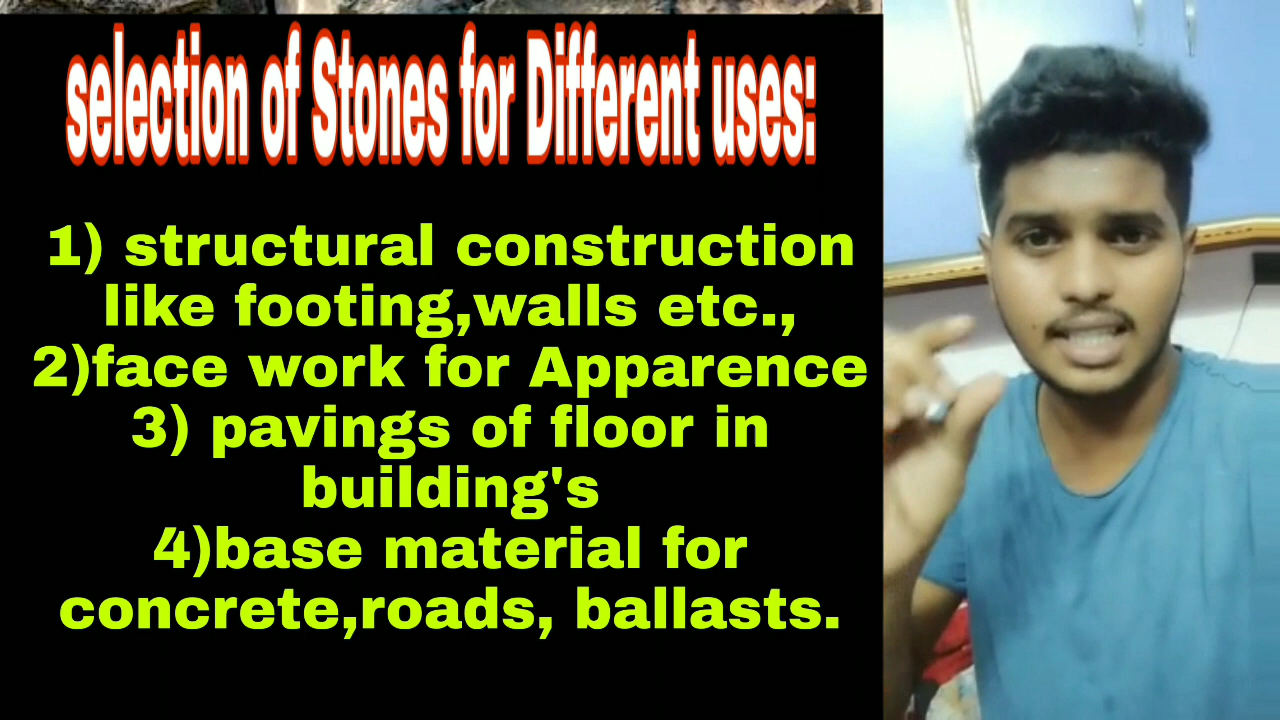 selection of Stones for Different uses:
1) structural construction
like footing,walls etc.,
2)face work for Apparence
3) pavings of floor in
building's
4)base material for
concrete,roads, ballasts.